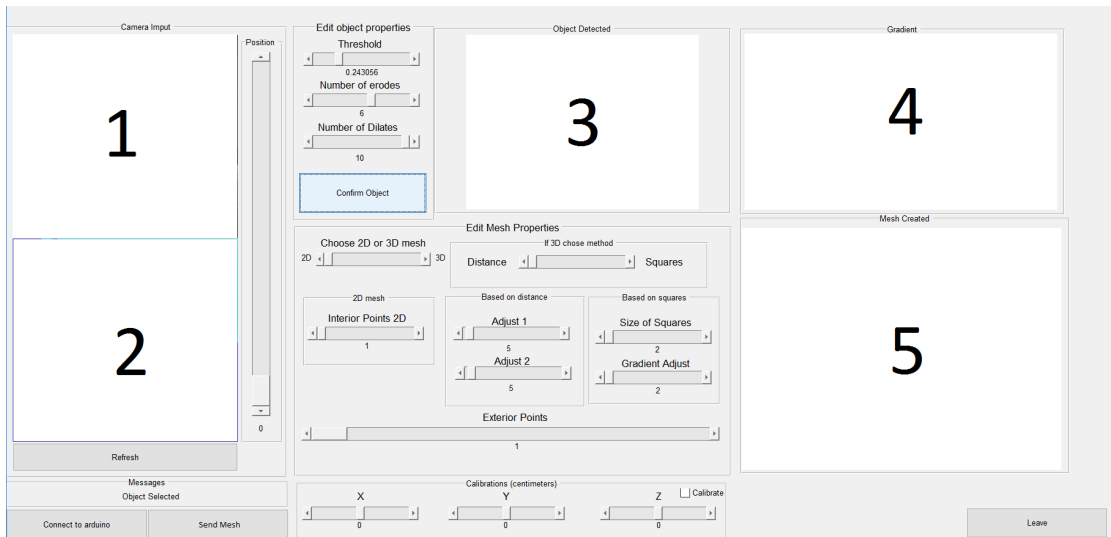 Camera Imput
1
2
Position
0
Refresh
Messages
Object Selected
Connect to arduino
Send Mesh
Edit object properties
Threshold
0.243056
Number of erodes
6
Number of Dilates
10
Confirm Object
Object Detected
3
Gradient
4
Edit Mesh Properties
Choose 2D or 3D mesh
2D 3D
If 3D chose method
Distance Squares
2D mesh
Interior Points 2D
1
Based on distance
Adjust 1
5
Adjust 2
5
Based on squares
Size of Squares
2
Gradient Adjust
2
Exterior Points
1
Mesh Created
5
Calibrations (centimeters)
X Y Z Calibrate
0 0 0
Leave